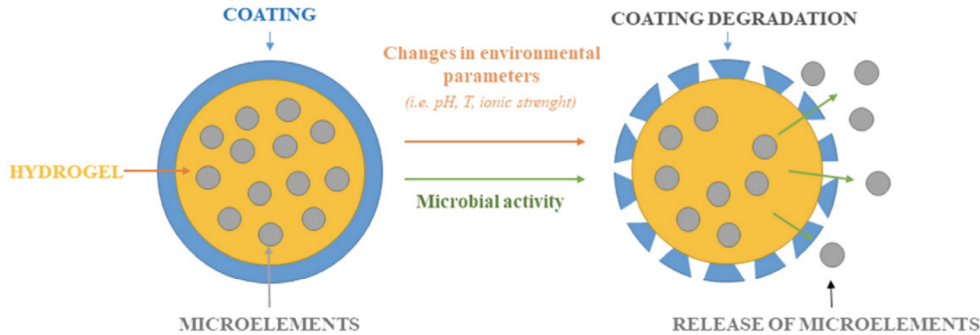 COATING
COATING DEGRADATION
Changes in environmental
parameters
(i.e. pH, T, ionic strenght)
HYDROGEL
Microbial activity
MICROELEMENTS
RELEASE OF MICROELEMENTS